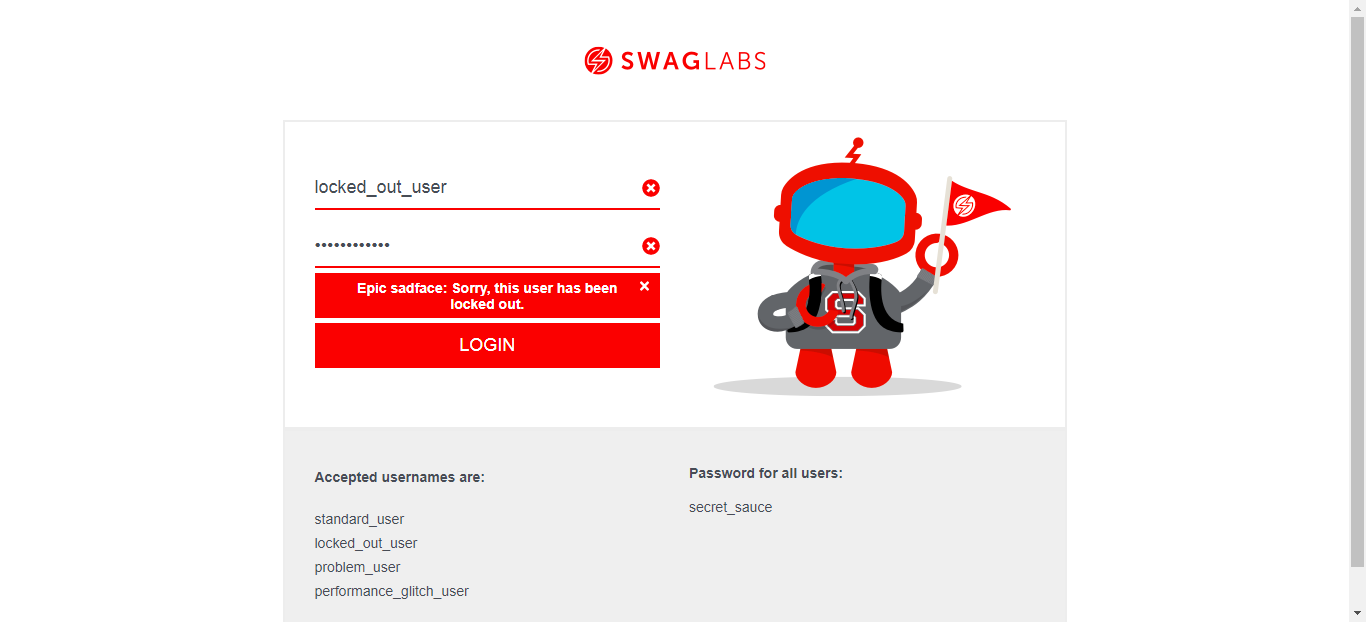 SWAGLABS
locked_out_user
••••••••••••
Epic sadface: Sorry, this user has been
locked out.
LOGIN
S
Accepted usernames are:
standard_user
locked_out_user
problem_user
performance_glitch_user
Password for all users:
secret_sauce